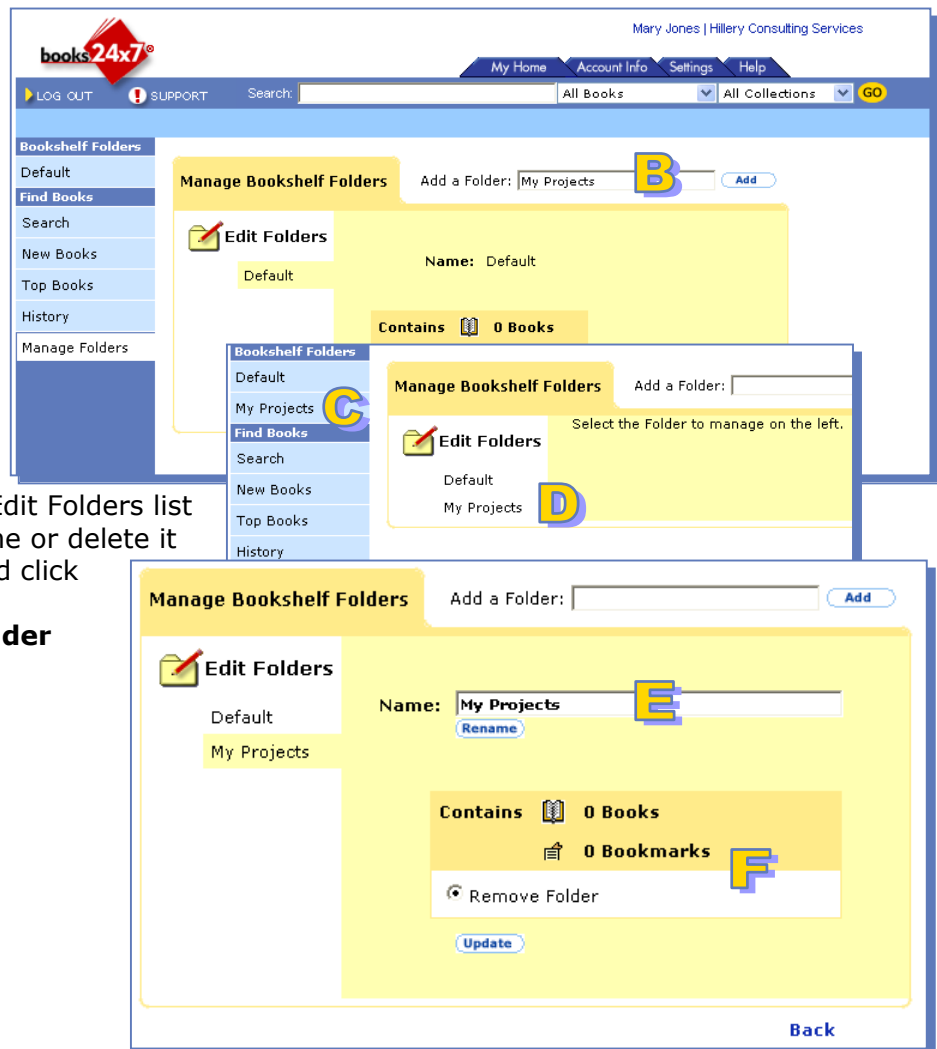 Mary Jones | Hillery Consulting Services
books24x7®
My Home Account Info Settings Help
LOG OUT SUPPORT Search: All Books All Collections GO
Bookshelf Folders
Default
Find Books
Search
New Books
Top Books
History
Manage Folders
Manage Bookshelf Folders Add a Folder: My Projects B Add
Edit Folders
Default
Name: Default
Contains 0 Books
Bookshelf Folders
Default
My Projects C
Find Books
Search
New Books
Top Books
History
Manage Bookshelf Folders Add a Folder:
Edit Folders
Select the Folder to manage on the left.
Default
My Projects D
Edit Folders list
or delete it
click
Manage Bookshelf Folders Add a Folder: Add
Edit Folders
Default
My Projects
Name: My Projects E
Rename
Contains 0 Books
0 Bookmarks F
Remove Folder
Update
Back